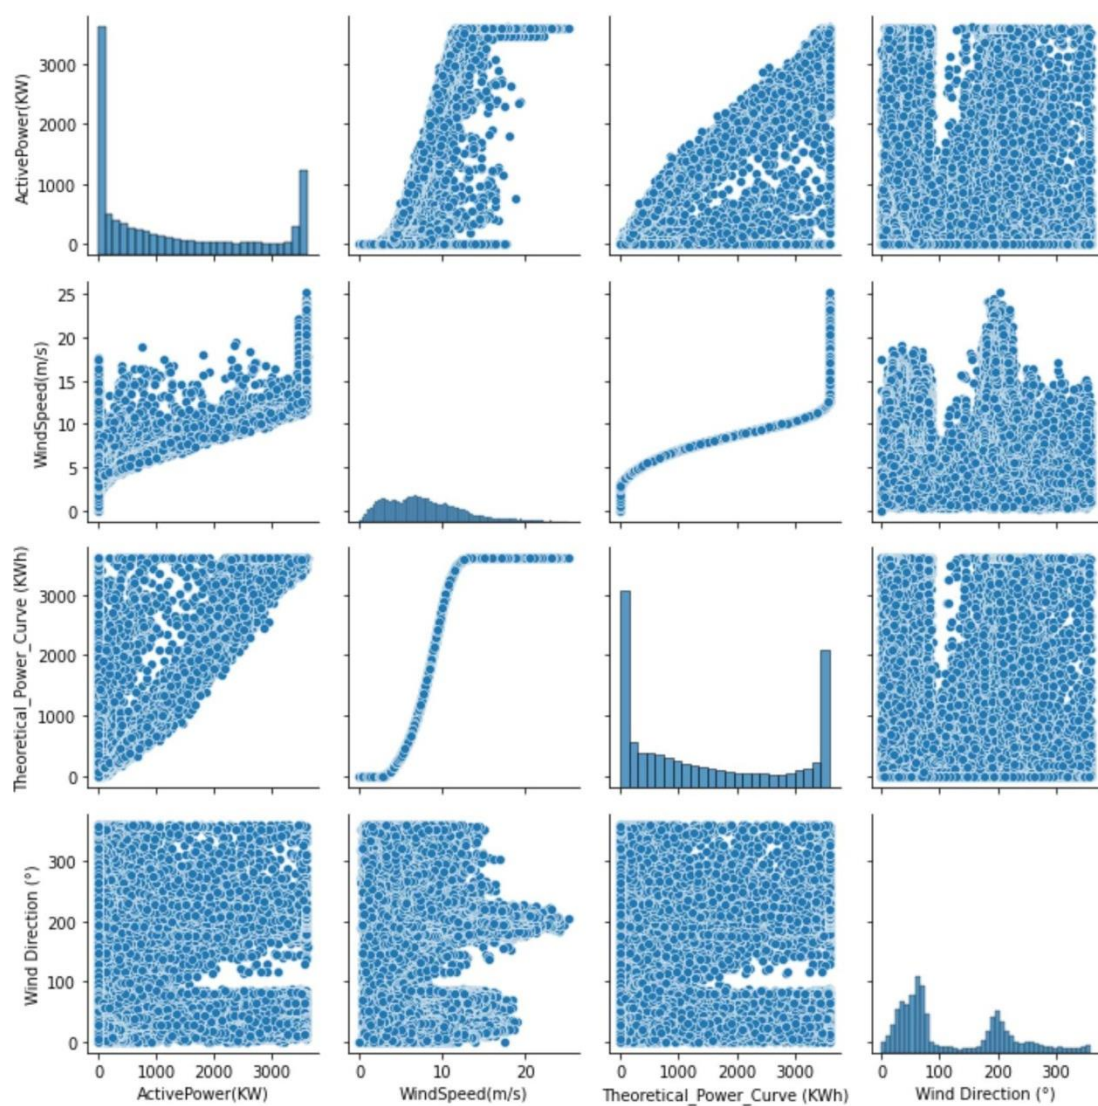 ActivePower(KW)
3000
2000
1000
0
WindSpeed(m/s)
25
20
15
10
5
0
Theoretical_Power_Curve (KWh)
3000
2000
1000
0
Wind Direction (°)
300
200
100
0
0 1000 2000 3000
0 10 20
0 1000 2000 3000
0 100 200 300
ActivePower(KW)
WindSpeed(m/s)
Theoretical_Power_Curve (KWh)
Wind Direction (°)